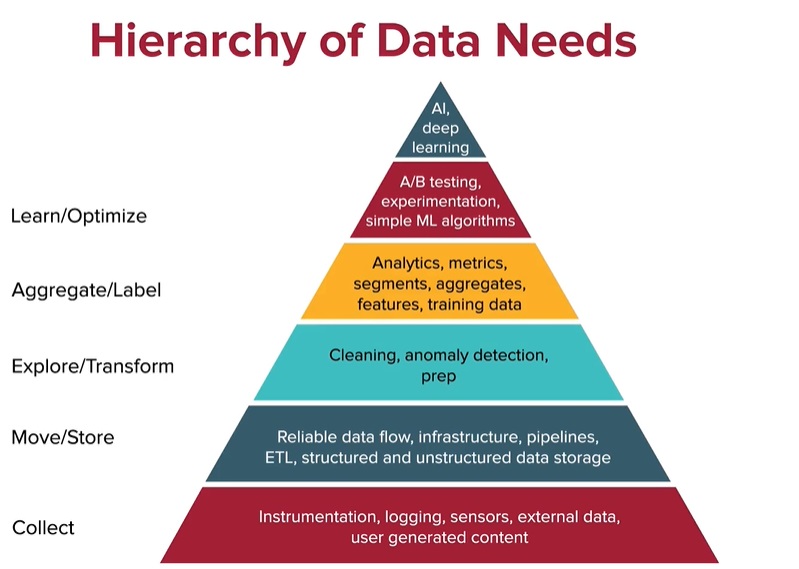 Hierarchy of Data Needs
AI,
deep
learning
Learn/Optimize
A/B testing,
experimentation,
simple ML algorithms
Aggregate/Label
Analytics, metrics,
segments, aggregates,
features, training data
Explore/Transform
Cleaning, anomaly detection,
prep
Move/Store
Reliable data flow, infrastructure, pipelines,
ETL, structured and unstructured data storage
Collect
Instrumentation, logging, sensors, external data,
user generated content